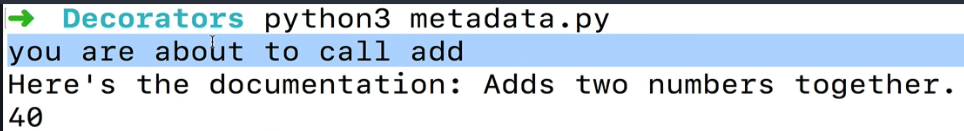 ➜ Decorators python3 metadata.py
you are about to call add
Here's the documentation: Adds two numbers together.
40